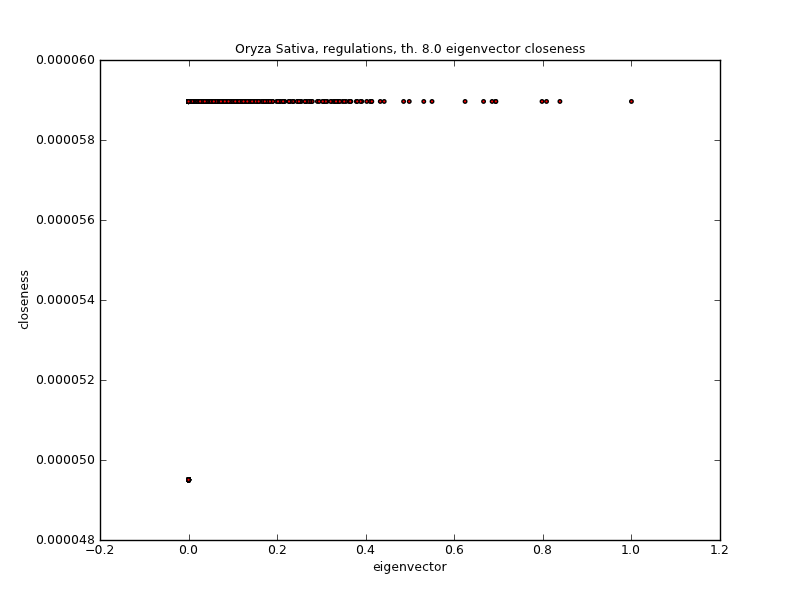 Oryza Sativa, regulations, th. 8.0 eigenvector closeness
0.000060
0.000058
0.000056
0.000054
0.000052
0.000050
0.000048
closeness
−0.2 0.0 0.2 0.4 0.6 0.8 1.0 1.2
eigenvector